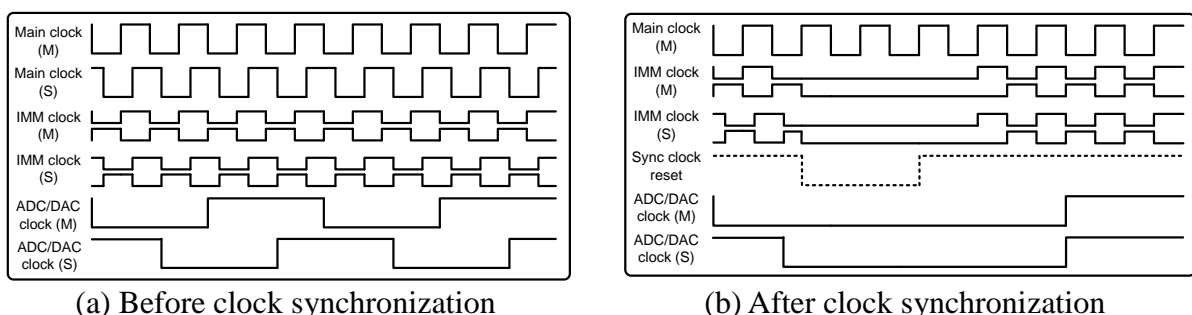 Main clock
(M)
Main clock
(S)
IMM clock
(M)
IMM clock
(S)
ADC/DAC
clock (M)
ADC/DAC
clock (S)
(a) Before clock synchronization
Main clock
(M)
IMM clock
(M)
IMM clock
(S)
Sync clock
reset
ADC/DAC
clock (M)
ADC/DAC
clock (S)
(b) After clock synchronization